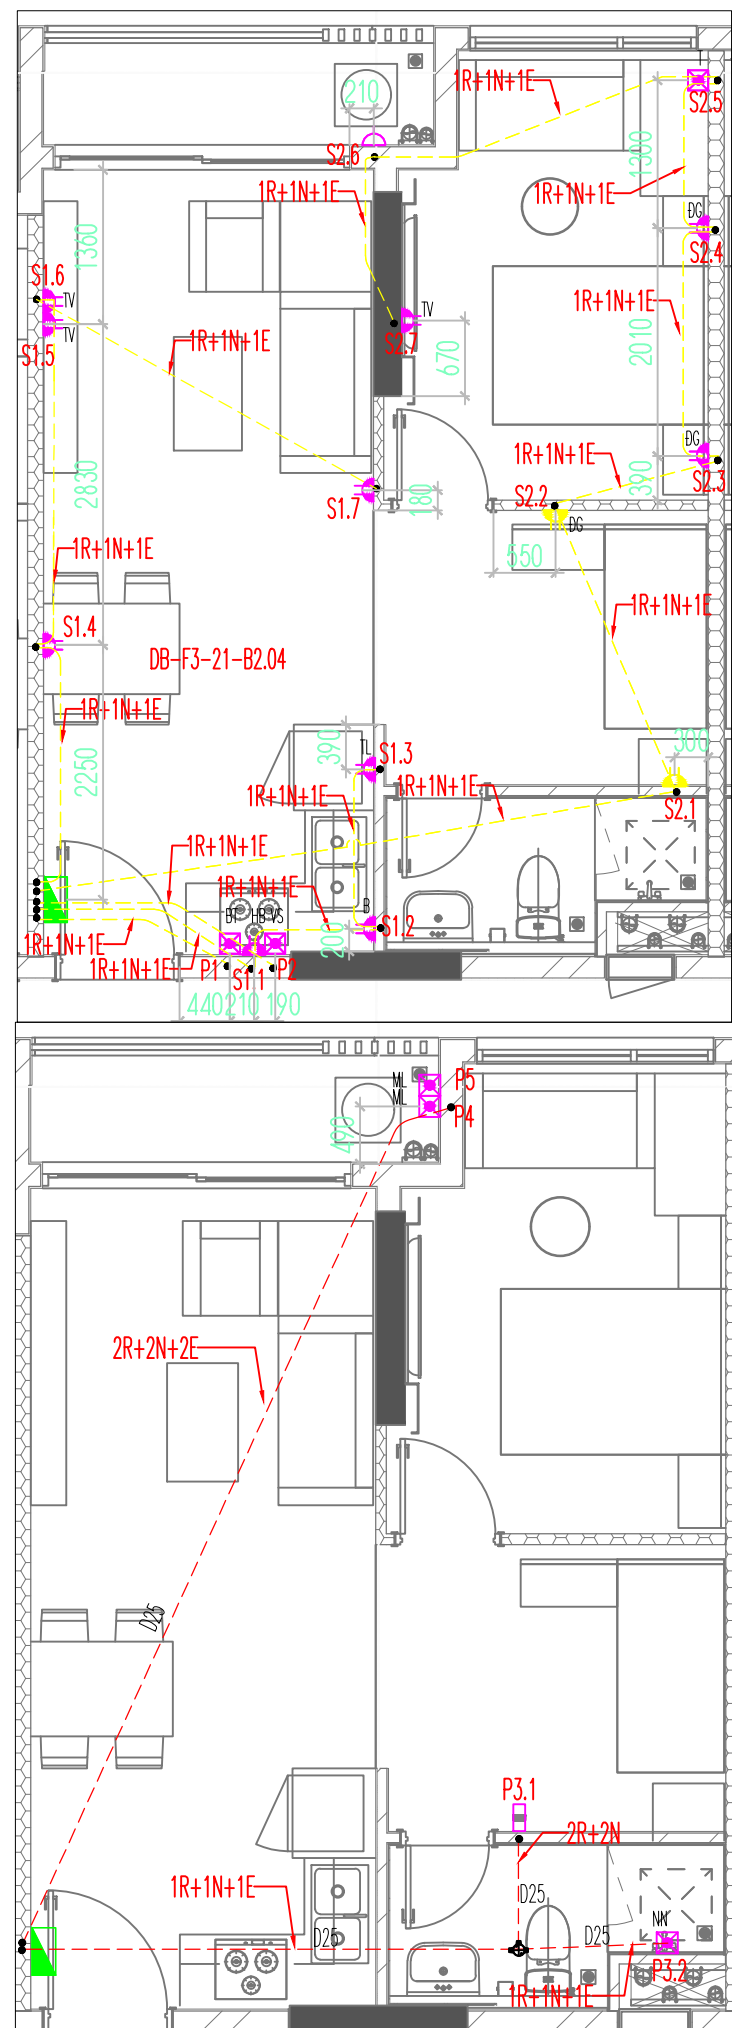 210
1R+1N+1E
T
S2.5
S2.6
1300
1R+1N+1E
1R+1N+1E
ĐG
1360
S2.4
S1.6
TV
1R+1N+1E
TV
TV
S2.7
2010
S1.5
1R+1N+1E
670
ĐG
1R+1N+1E
S2.3
390
2830
S1.7
180
S2.2
ĐG
550
1R+1N+1E
1R+1N+1E
S1.4
DB-F3-21-B2.04
1R+1N+1E
390
TL
S1.3
300
2250
1R+1N+1E
1R+1N+1E
S2.1
1R+1N+1E
1R+1N+1E
B
BT
HB
VS
S1.2
1R+1N+1E
200
1R+1N+1E
P1
S1.1
P2
440
210
190
ML
P5
ML
P4
490
2R+2N+2E
D25
P3.1
2R+2N
1R+1N+1E
D25
NN
D25
D25
P3.2
1R+1N+1E